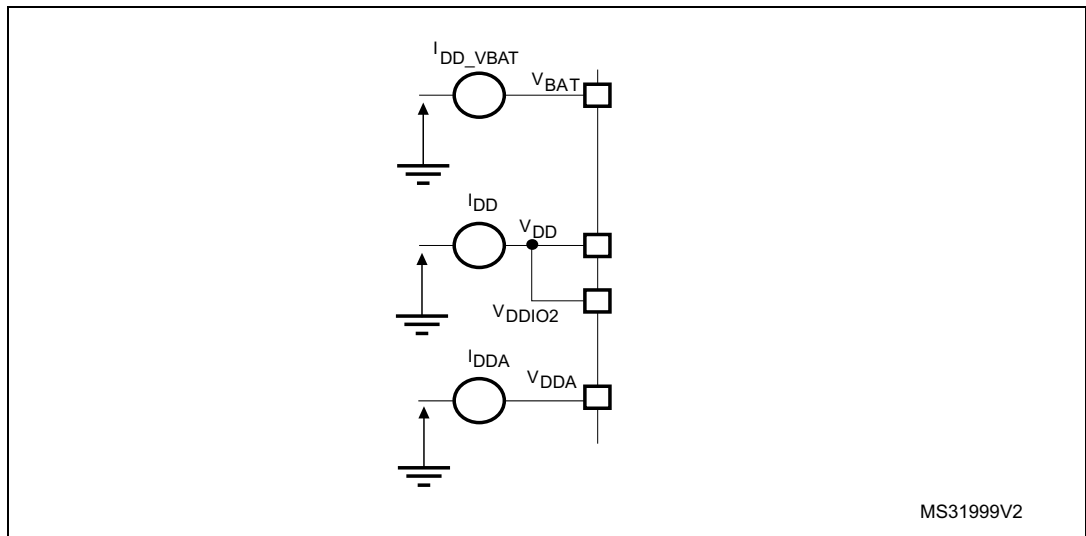 IDD_VBAT
VBAT
IDD
VDD
VDDIO2
IDDA
VDDA
MS31999V2